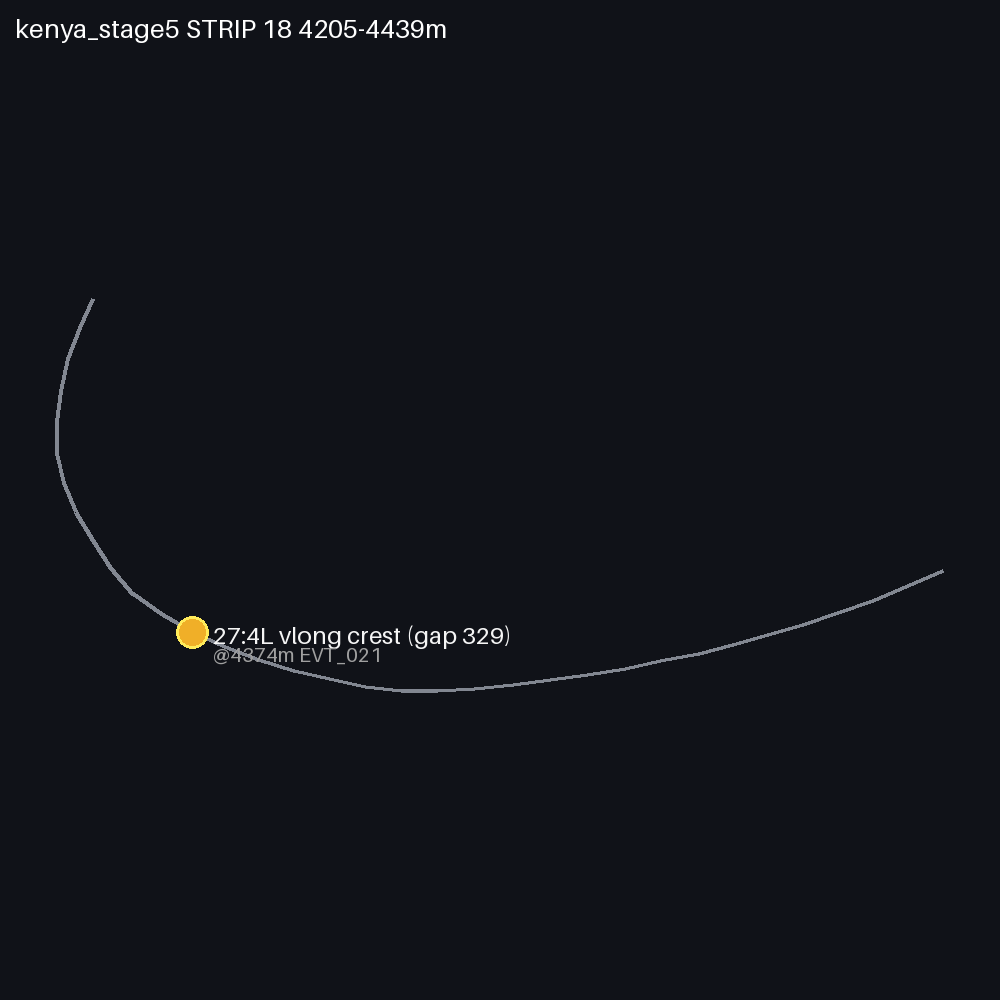 kenya_stage5 STRIP 18 4205-4439m
27:4L vlong crest (gap 329)
@4374m EVT_021